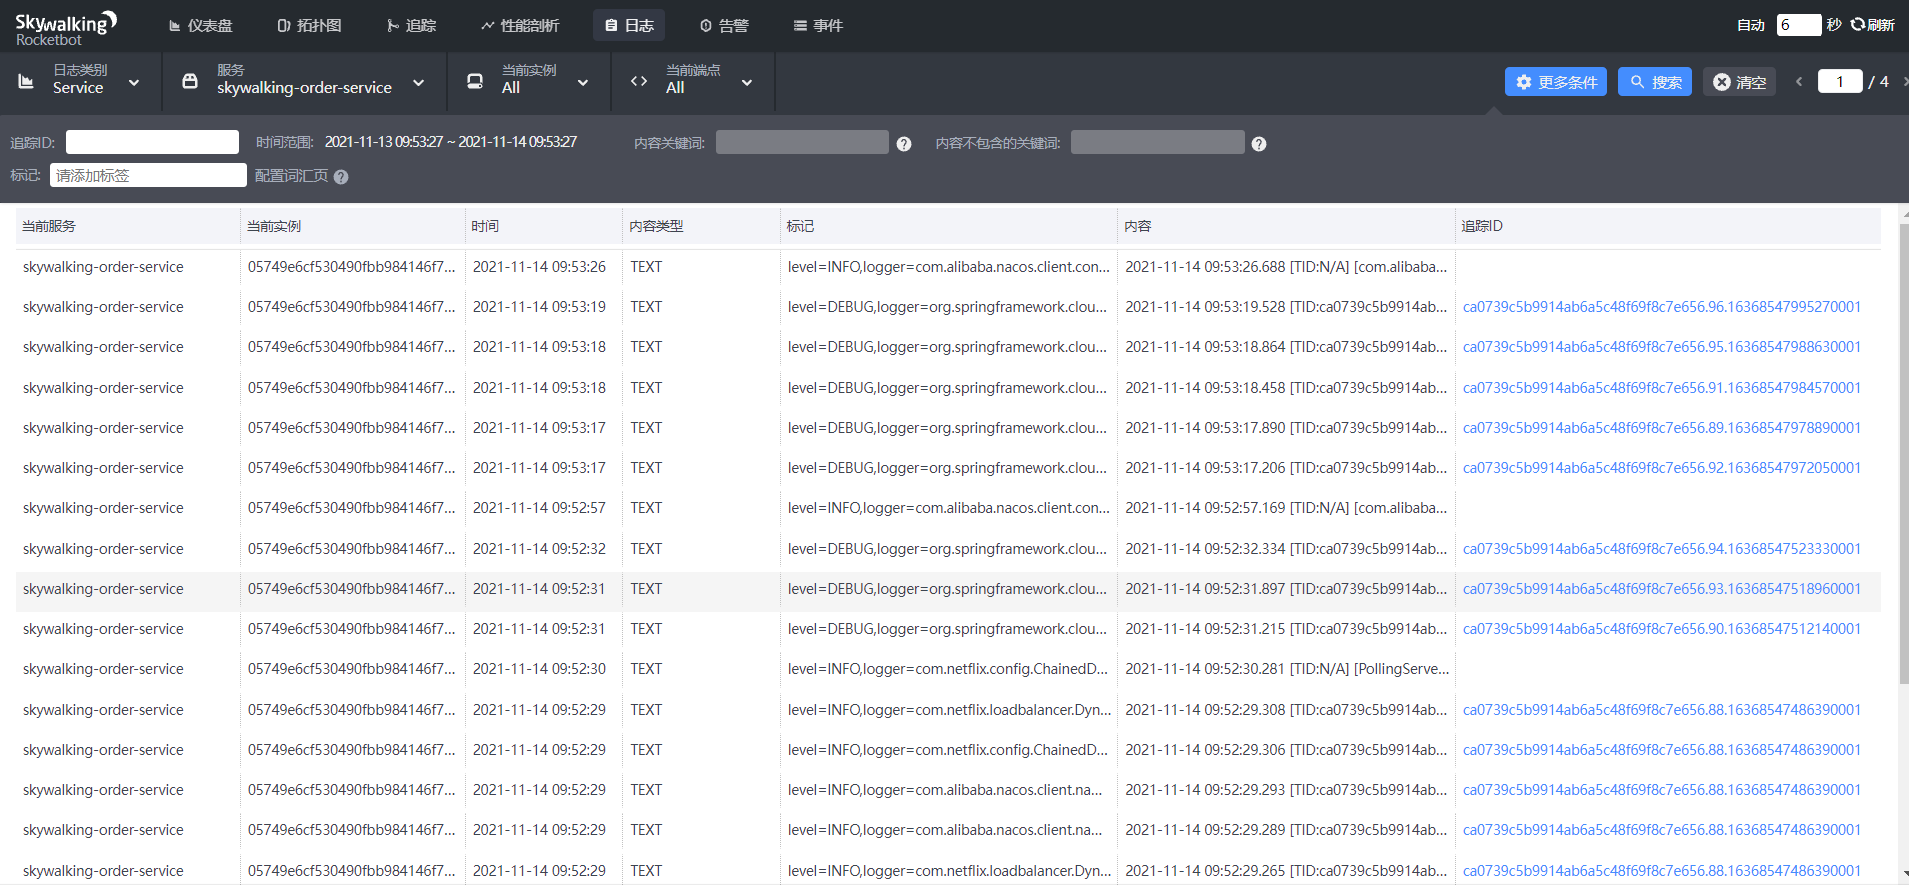 Skywalking
Rocketbot
仪表盘 拓扑图 追踪 性能剖析 日志 告警 事件 自动 6 秒 刷新
日志类别 服务 当前实例 当前端点
Service skywalking-order-service All All 更多条件 搜索 清空 1 / 4
追踪ID: 时间范围: 2021-11-13 09:53:27 ~ 2021-11-14 09:53:27 内容关键词: ? 内容不包含的关键词: ?
标记: 请添加标签 配置词汇页 ?
当前服务 当前实例 时间 内容类型 标记 内容 追踪ID
skywalking-order-service 05749e6cf530490fbb984146f7... 2021-11-14 09:53:26 TEXT level=INFO,logger=com.alibaba.nacos.client.con... 2021-11-14 09:53:26.688 [TID:N/A] [com.alibaba...
skywalking-order-service 05749e6cf530490fbb984146f7... 2021-11-14 09:53:19 TEXT level=DEBUG,logger=org.springframework.clou... 2021-11-14 09:53:19.528 [TID:ca0739c5b9914ab... ca0739c5b9914ab6a5c48f69f8c7e656.96.16368547995270001
skywalking-order-service 05749e6cf530490fbb984146f7... 2021-11-14 09:53:18 TEXT level=DEBUG,logger=org.springframework.clou... 2021-11-14 09:53:18.864 [TID:ca0739c5b9914ab... ca0739c5b9914ab6a5c48f69f8c7e656.95.16368547988630001
skywalking-order-service 05749e6cf530490fbb984146f7... 2021-11-14 09:53:18 TEXT level=DEBUG,logger=org.springframework.clou... 2021-11-14 09:53:18.458 [TID:ca0739c5b9914ab... ca0739c5b9914ab6a5c48f69f8c7e656.91.16368547984570001
skywalking-order-service 05749e6cf530490fbb984146f7... 2021-11-14 09:53:17 TEXT level=DEBUG,logger=org.springframework.clou... 2021-11-14 09:53:17.890 [TID:ca0739c5b9914ab... ca0739c5b9914ab6a5c48f69f8c7e656.89.16368547978890001
skywalking-order-service 05749e6cf530490fbb984146f7... 2021-11-14 09:53:17 TEXT level=DEBUG,logger=org.springframework.clou... 2021-11-14 09:53:17.206 [TID:ca0739c5b9914ab... ca0739c5b9914ab6a5c48f69f8c7e656.92.16368547972050001
skywalking-order-service 05749e6cf530490fbb984146f7... 2021-11-14 09:52:57 TEXT level=INFO,logger=com.alibaba.nacos.client.con... 2021-11-14 09:52:57.169 [TID:N/A] [com.alibaba...
skywalking-order-service 05749e6cf530490fbb984146f7... 2021-11-14 09:52:32 TEXT level=DEBUG,logger=org.springframework.clou... 2021-11-14 09:52:32.334 [TID:ca0739c5b9914ab... ca0739c5b9914ab6a5c48f69f8c7e656.94.16368547523330001
skywalking-order-service 05749e6cf530490fbb984146f7... 2021-11-14 09:52:31 TEXT level=DEBUG,logger=org.springframework.clou... 2021-11-14 09:52:31.897 [TID:ca0739c5b9914ab... ca0739c5b9914ab6a5c48f69f8c7e656.93.16368547518960001
skywalking-order-service 05749e6cf530490fbb984146f7... 2021-11-14 09:52:31 TEXT level=DEBUG,logger=org.springframework.clou... 2021-11-14 09:52:31.215 [TID:ca0739c5b9914ab... ca0739c5b9914ab6a5c48f69f8c7e656.90.16368547512140001
skywalking-order-service 05749e6cf530490fbb984146f7... 2021-11-14 09:52:30 TEXT level=INFO,logger=com.netflix.config.ChainedD... 2021-11-14 09:52:30.281 [TID:N/A] [PollingServe...
skywalking-order-service 05749e6cf530490fbb984146f7... 2021-11-14 09:52:29 TEXT level=INFO,logger=com.netflix.loadbalancer.Dyn... 2021-11-14 09:52:29.308 [TID:ca0739c5b9914ab... ca0739c5b9914ab6a5c48f69f8c7e656.88.16368547486390001
skywalking-order-service 05749e6cf530490fbb984146f7... 2021-11-14 09:52:29 TEXT level=INFO,logger=com.netflix.config.ChainedD... 2021-11-14 09:52:29.306 [TID:ca0739c5b9914ab... ca0739c5b9914ab6a5c48f69f8c7e656.88.16368547486390001
skywalking-order-service 05749e6cf530490fbb984146f7... 2021-11-14 09:52:29 TEXT level=INFO,logger=com.alibaba.nacos.client.na... 2021-11-14 09:52:29.293 [TID:ca0739c5b9914ab... ca0739c5b9914ab6a5c48f69f8c7e656.88.16368547486390001
skywalking-order-service 05749e6cf530490fbb984146f7... 2021-11-14 09:52:29 TEXT level=INFO,logger=com.alibaba.nacos.client.na... 2021-11-14 09:52:29.289 [TID:ca0739c5b9914ab... ca0739c5b9914ab6a5c48f69f8c7e656.88.16368547486390001
skywalking-order-service 05749e6cf530490fbb984146f7... 2021-11-14 09:52:29 TEXT level=INFO,logger=com.netflix.loadbalancer.Dyn... 2021-11-14 09:52:29.265 [TID:ca0739c5b9914ab... ca0739c5b9914ab6a5c48f69f8c7e656.88.16368547486390001